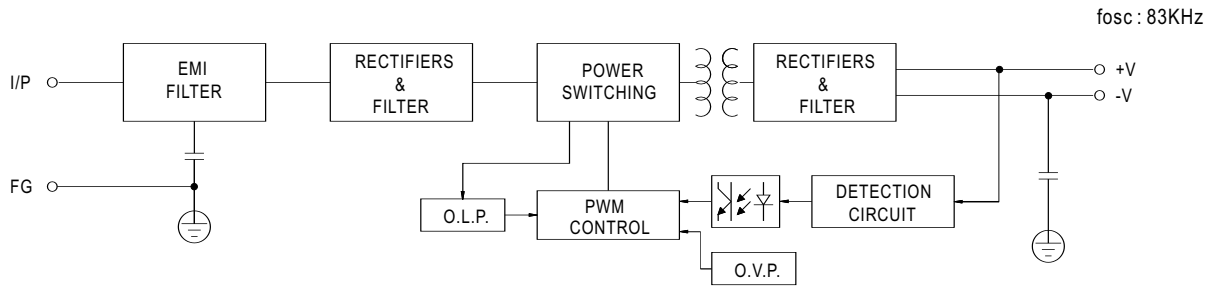 fosc : 83KHz
I/P
EMI
FILTER
RECTIFIERS
&
FILTER
POWER
SWITCHING
RECTIFIERS
&
FILTER
+V
-V
FG
O.L.P.
PWM
CONTROL
DETECTION
CIRCUIT
O.V.P.